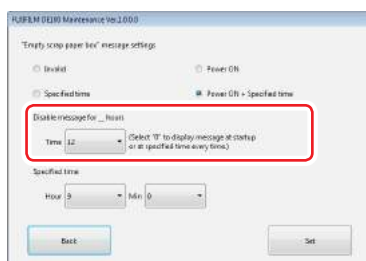 FUJIFILM DE100 Maintenance Ver.1.0.0.0
"Empty scrap paper box" message settings
Invalid
Power ON
Specified time
Power ON + Specified time
Disable message for __ hours
Time 12
(Select "0" to display message at startup
or at specified time every time.)
Specified time
Hour 9 Min 0
Back
Set